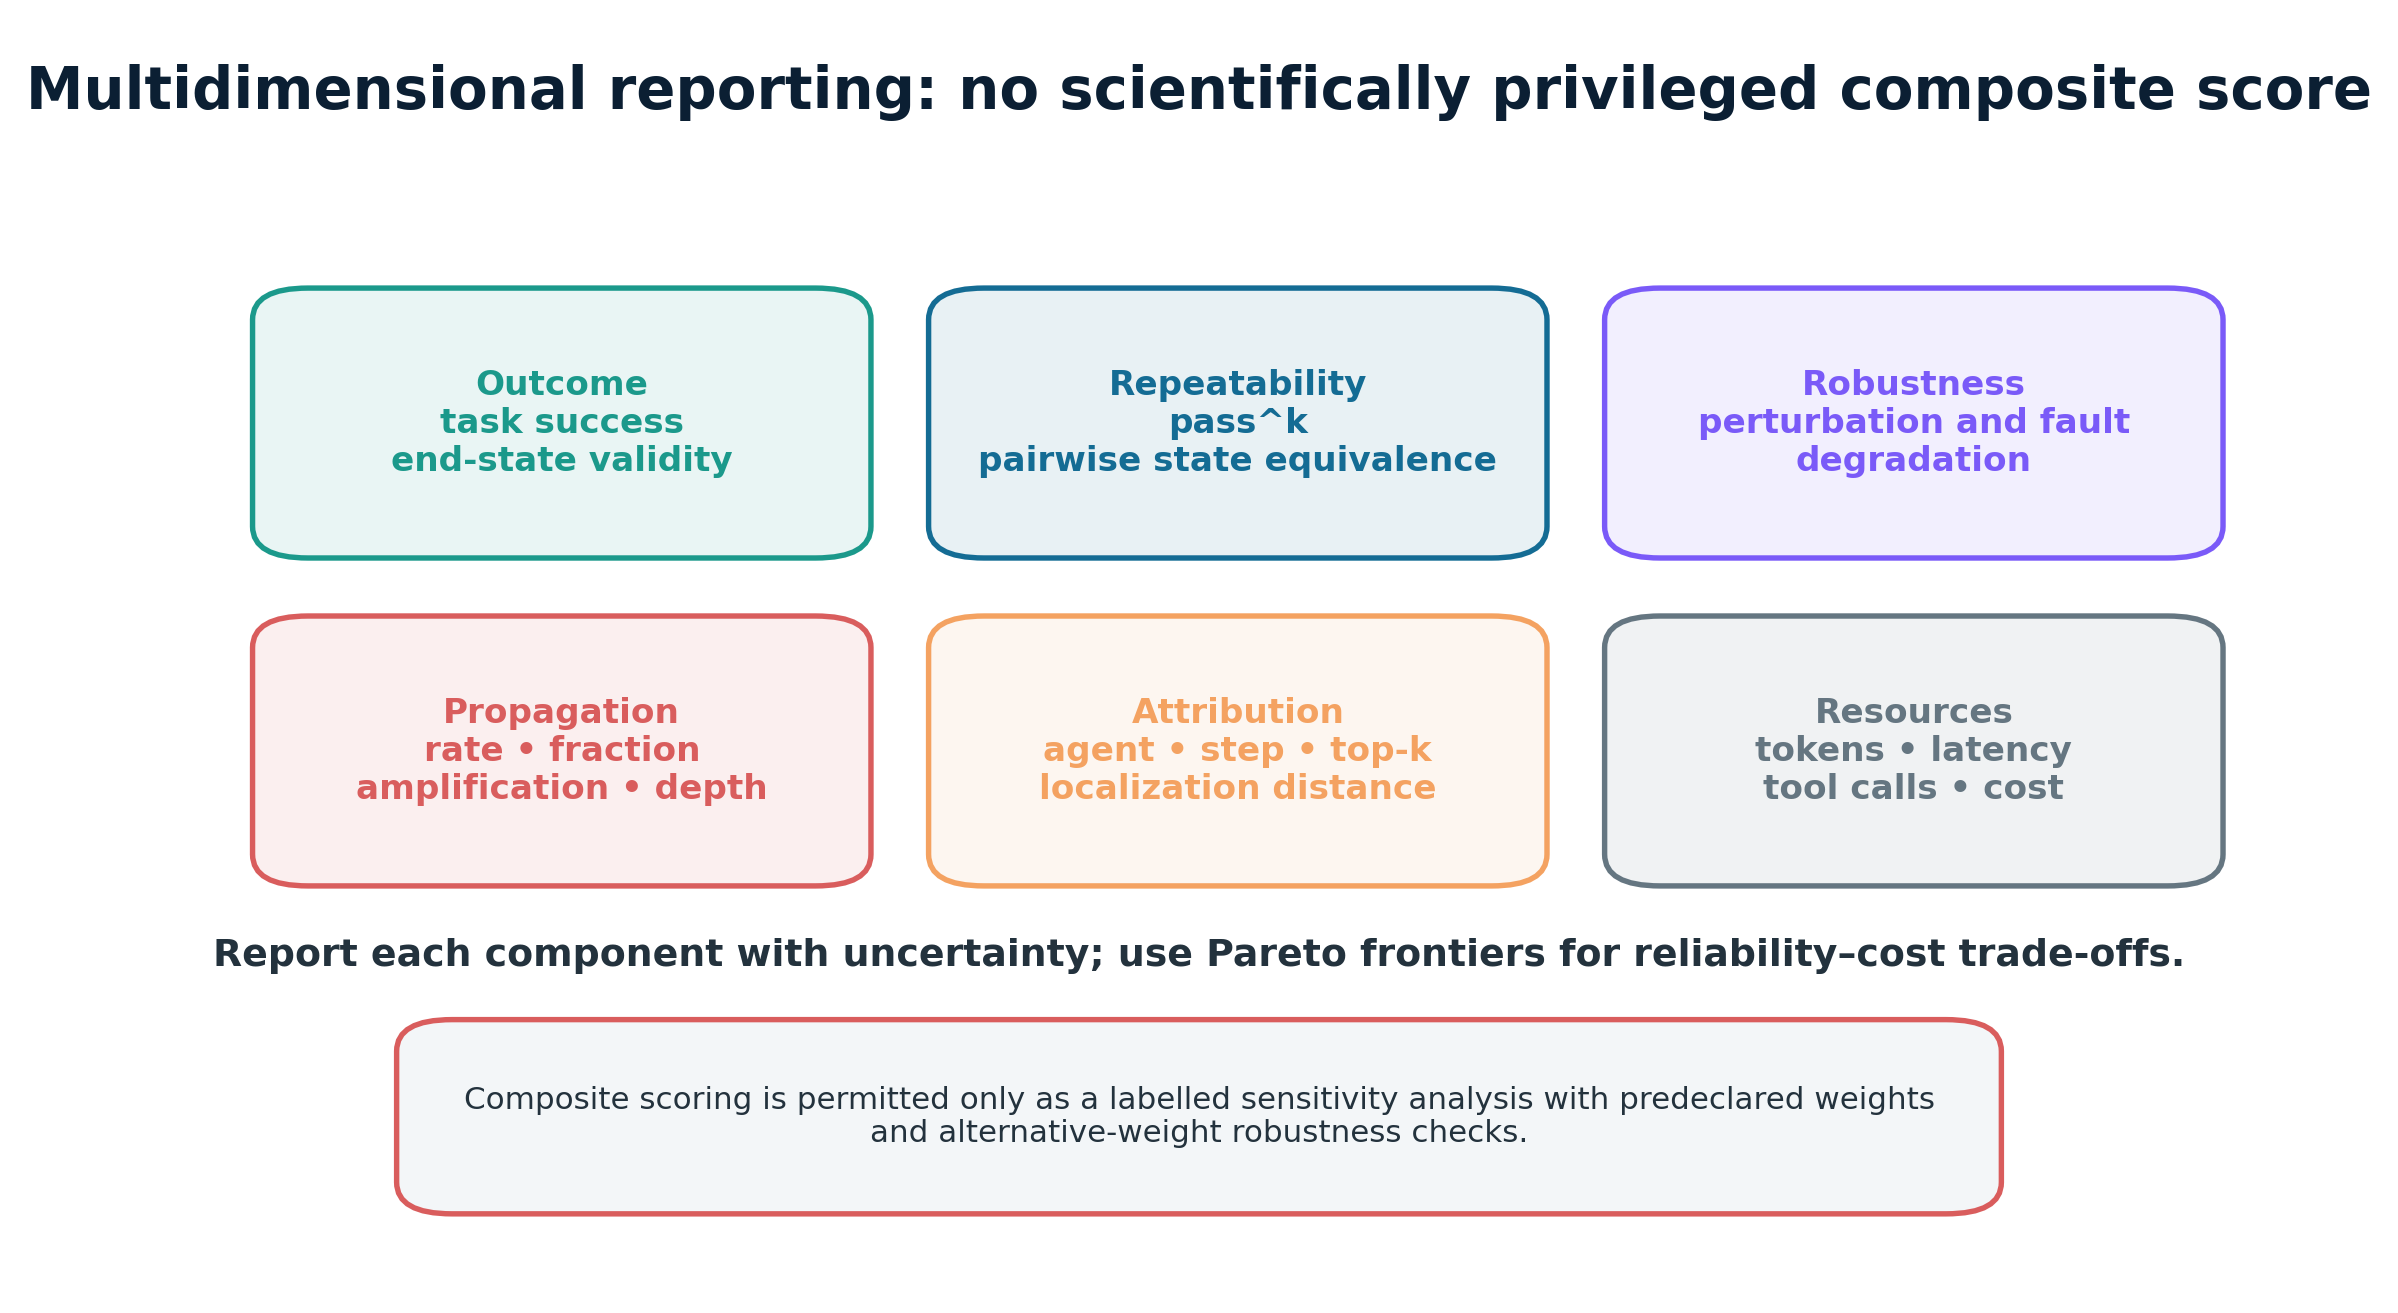 Multidimensional reporting: no scientifically privileged composite score
Outcome
task success
end-state validity
Repeatability
pass^k
pairwise state equivalence
Robustness
perturbation and fault
degradation
Propagation
rate • fraction
amplification • depth
Attribution
agent • step • top-k
localization distance
Resources
tokens • latency
tool calls • cost
Report each component with uncertainty; use Pareto frontiers for reliability–cost trade-offs.
Composite scoring is permitted only as a labelled sensitivity analysis with predeclared weights
and alternative-weight robustness checks.